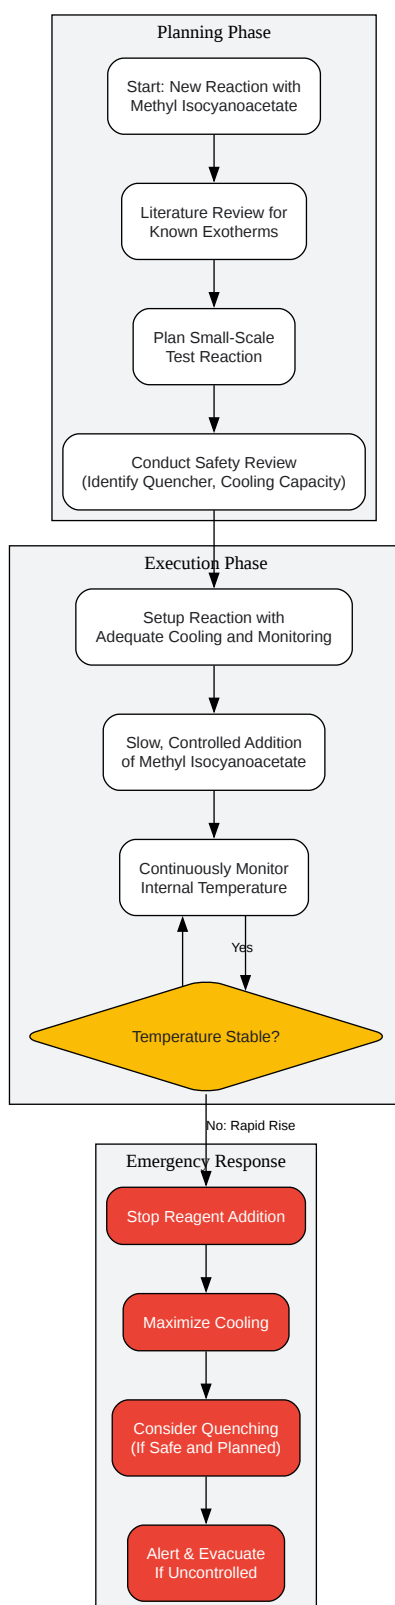 Planning Phase
Start: New Reaction with
Methyl Isocyanoacetate
Literature Review for
Known Exotherms
Plan Small-Scale
Test Reaction
Conduct Safety Review
(Identify Quencher, Cooling Capacity)
Execution Phase
Setup Reaction with
Adequate Cooling and Monitoring
Slow, Controlled Addition
of Methyl Isocyanoacetate
Continuously Monitor
Internal Temperature
Yes
Temperature Stable?
No: Rapid Rise
Emergency Response
Stop Reagent Addition
Maximize Cooling
Consider Quenching
(If Safe and Planned)
Alert & Evacuate
If Uncontrolled